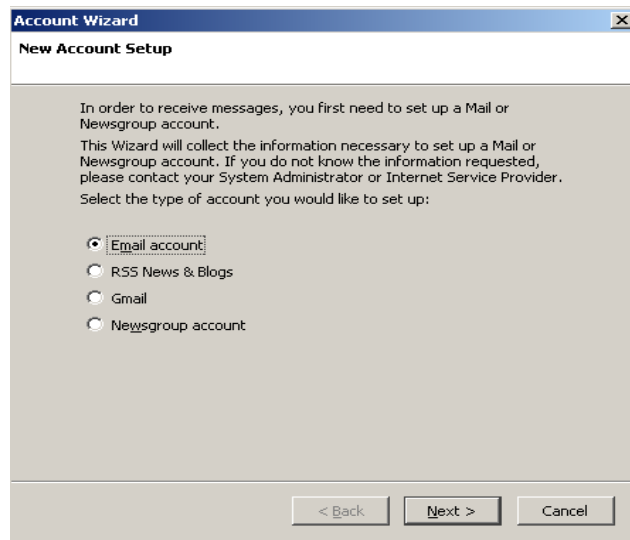 Account Wizard
New Account Setup
In order to receive messages, you first need to set up a Mail or
Newsgroup account.
This Wizard will collect the information necessary to set up a Mail or
Newsgroup account. If you do not know the information requested,
please contact your System Administrator or Internet Service Provider.
Select the type of account you would like to set up:
Email account
RSS News & Blogs
Gmail
Newsgroup account
< Back Next > Cancel